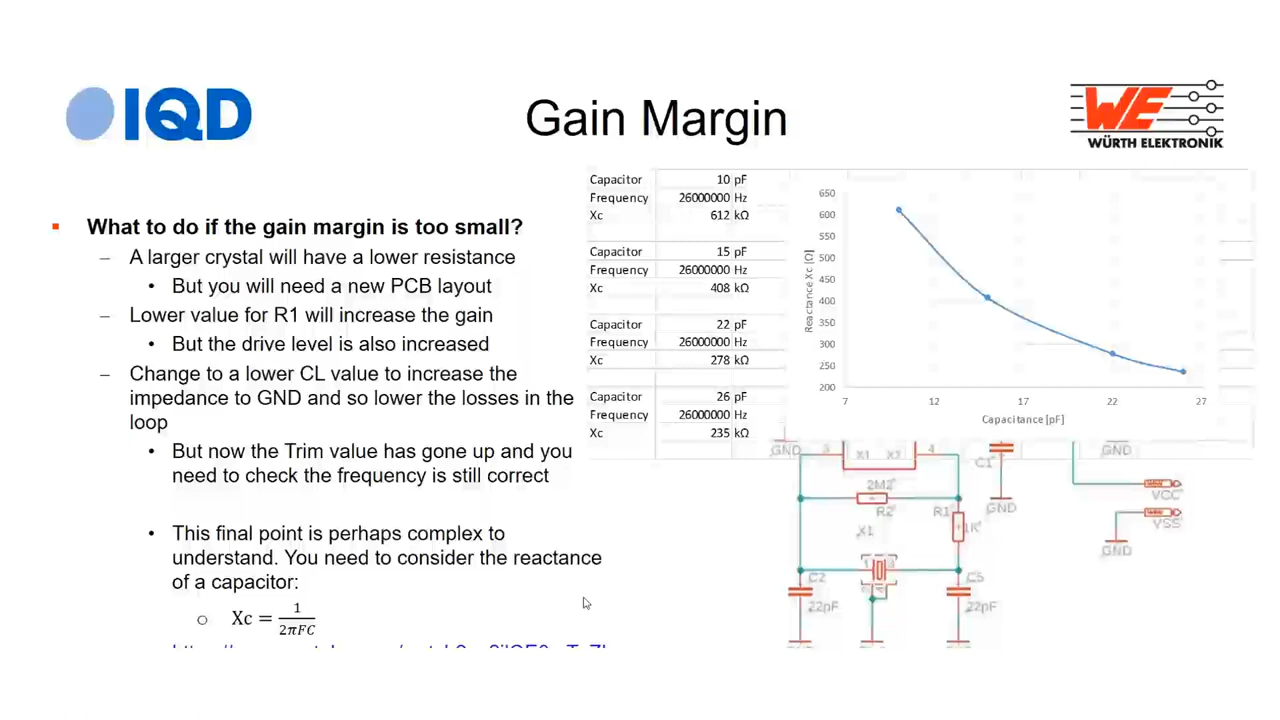 IQD
Gain Margin
WE
WÜRTH ELEKTRONIK
What to do if the gain margin is too small?
– A larger crystal will have a lower resistance
• But you will need a new PCB layout
– Lower value for R1 will increase the gain
• But the drive level is also increased
– Change to a lower CL value to increase the
impedance to GND and so lower the losses in the
loop
• But now the Trim value has gone up and you
need to check the frequency is still correct
• This final point is perhaps complex to
understand. You need to consider the reactance
of a capacitor:
o Xc = 1/2πFC
Capacitor 10 pF
Frequency 26000000 Hz
Xc 612 kΩ
Capacitor 15 pF
Frequency 26000000 Hz
Xc 408 kΩ
Capacitor 22 pF
Frequency 26000000 Hz
Xc 278 kΩ
Capacitor 26 pF
Frequency 26000000 Hz
Xc 235 kΩ
650
600
550
500
450
400
350
300
250
200
Reactance Xc [Ω]
7 12 17 22 27
Capacitance [pF]
GND 3 X1 X2 4 C1 GND
2M2
R2 R1 GND
1K
X1
VCC
VSS
GND
1 3
C2 C5
22pF 22pF